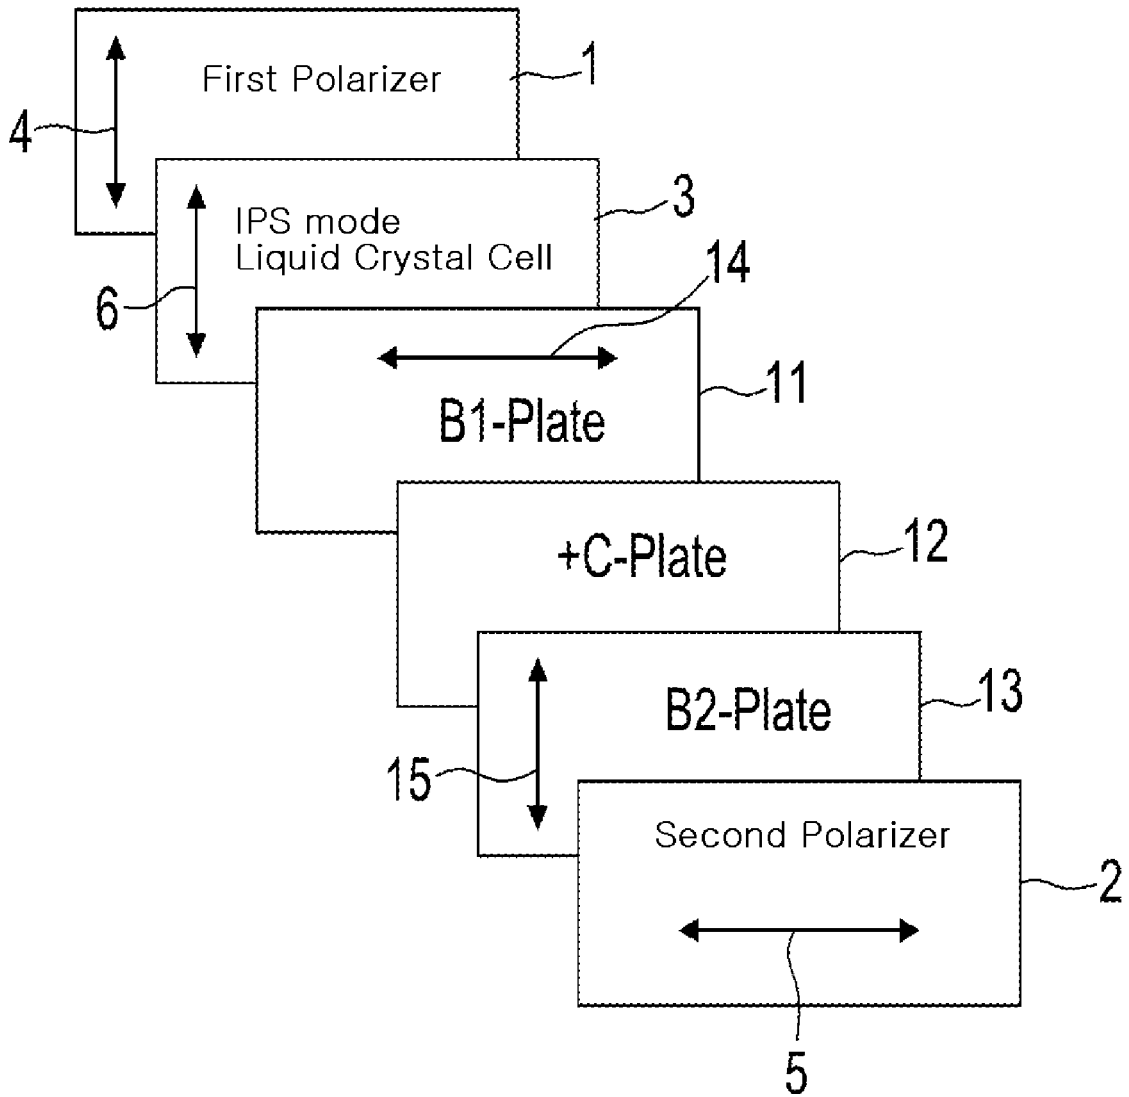 1
First Polarizer
4
3
IPS mode
Liquid Crystal Cell
14
6
11
B1-Plate
12
+C-Plate
13
B2-Plate
15
Second Polarizer
2
5